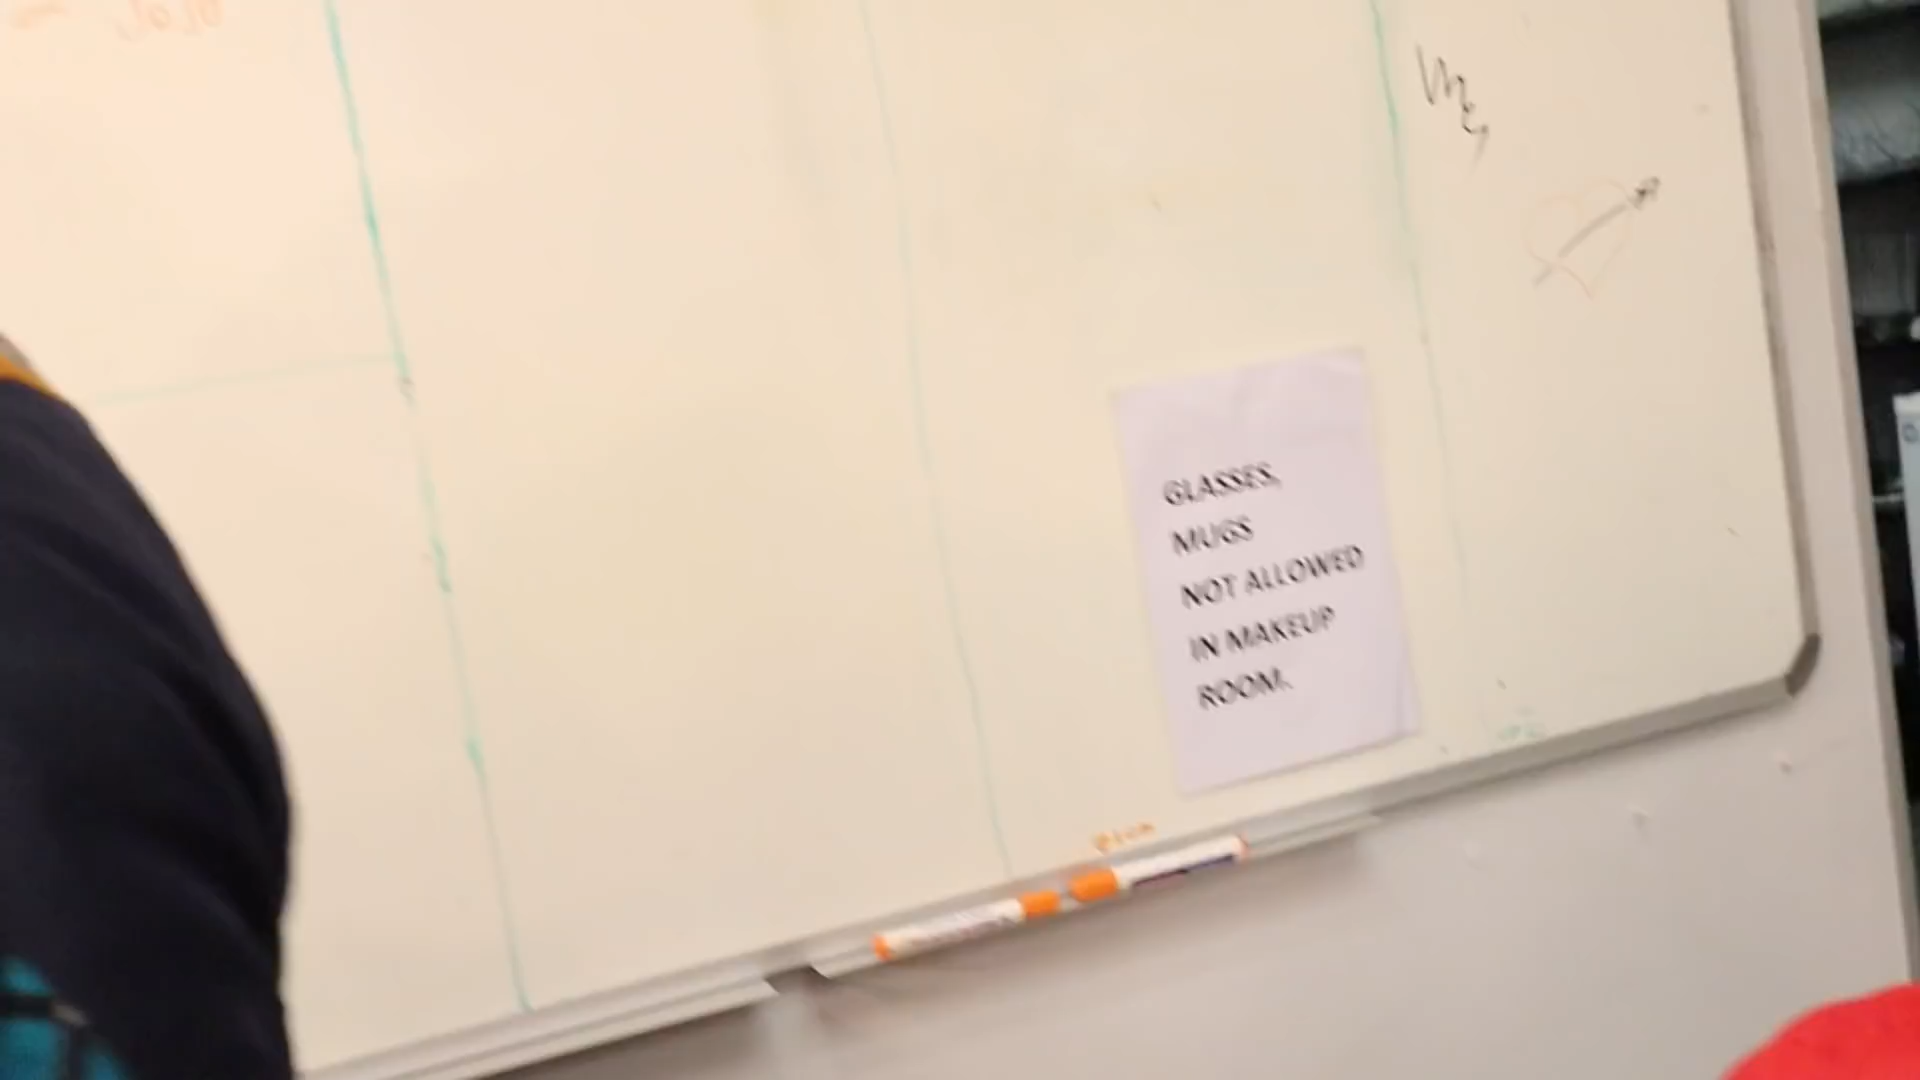 GLASSES,
MUGS
NOT ALLOWED
IN MAKEUP
ROOM.